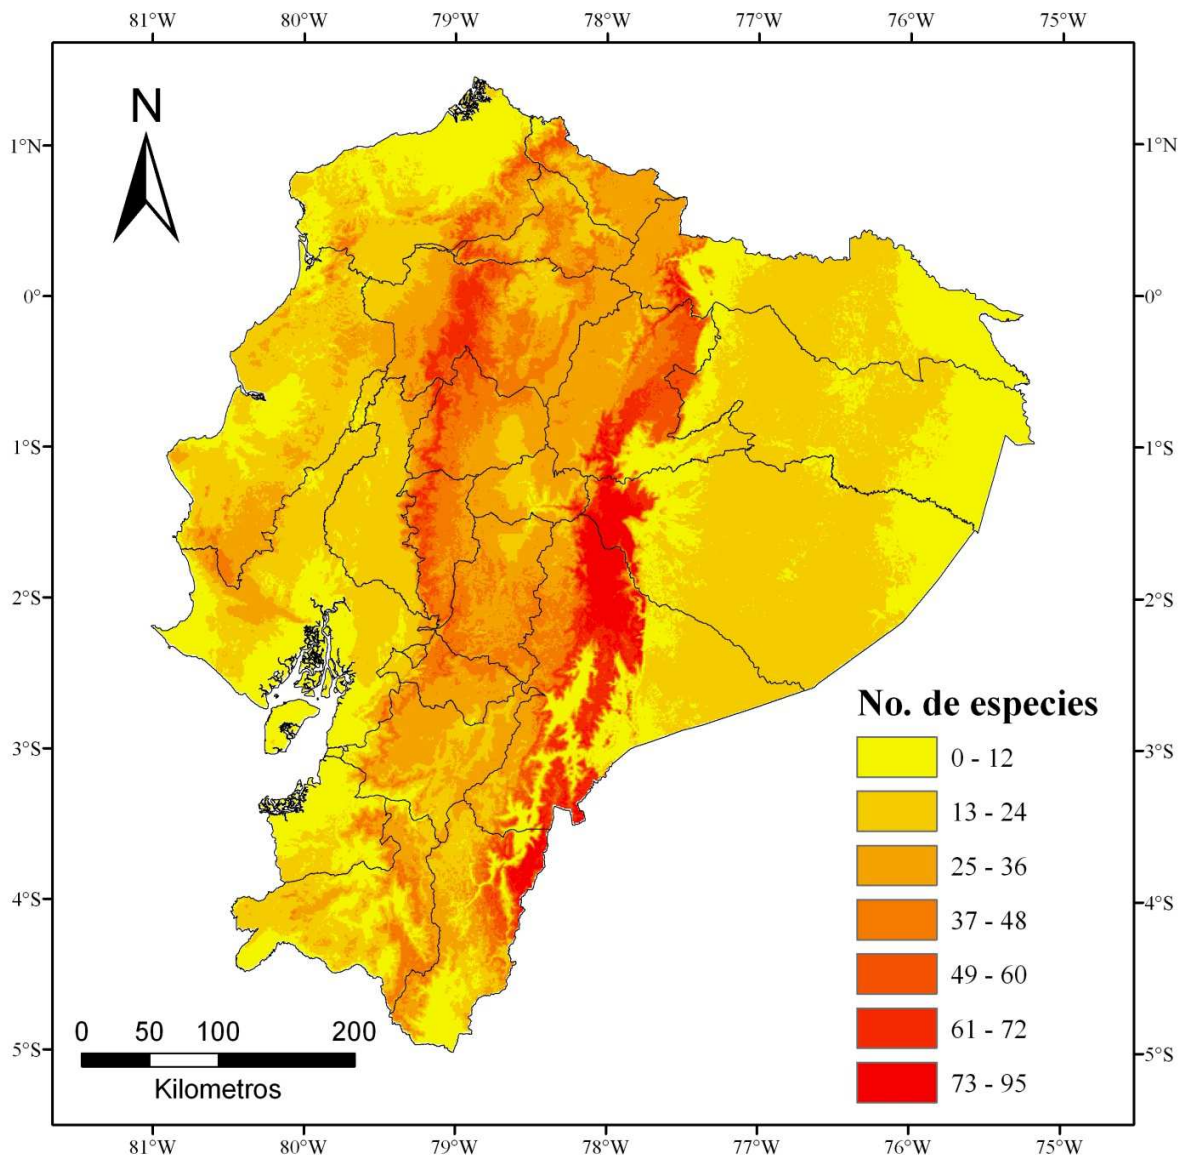 81°W 80°W 79°W 78°W 77°W 76°W 75°W
N
1°N 1°N
0° 0°
1°S 1°S
2°S 2°S
3°S 3°S
4°S 4°S
5°S 5°S
No. de especies
0 - 12
13 - 24
25 - 36
37 - 48
49 - 60
61 - 72
73 - 95
0 50 100 200
Kilometros
81°W 80°W 79°W 78°W 77°W 76°W 75°W